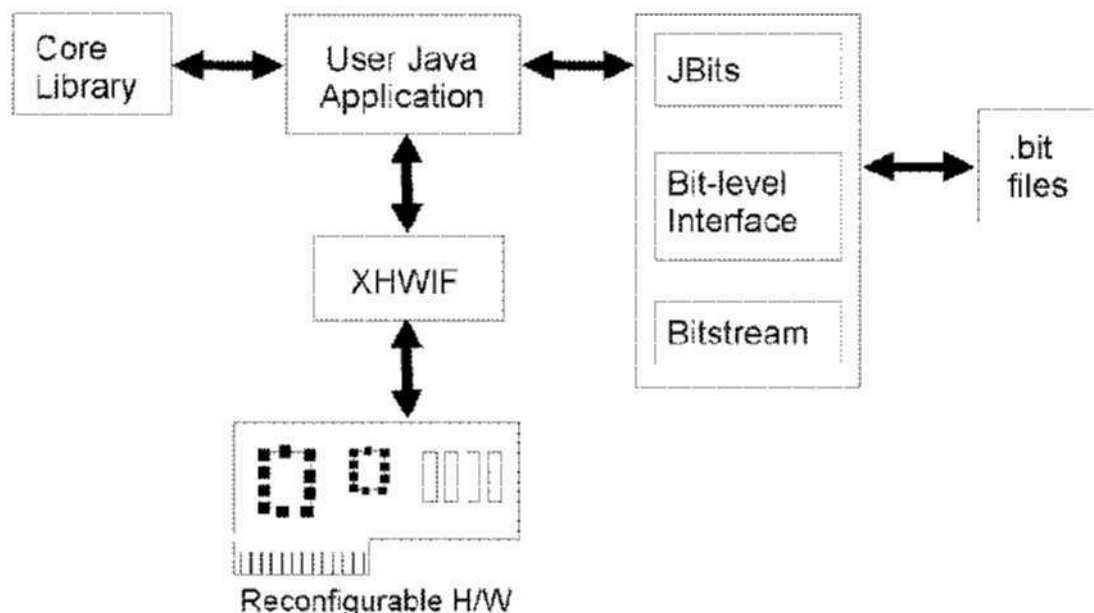 Core
Library
User Java
Application
JBits
Bit-level
Interface
Bitstream
.bit
files
XHWIF
Reconfigurable H/W